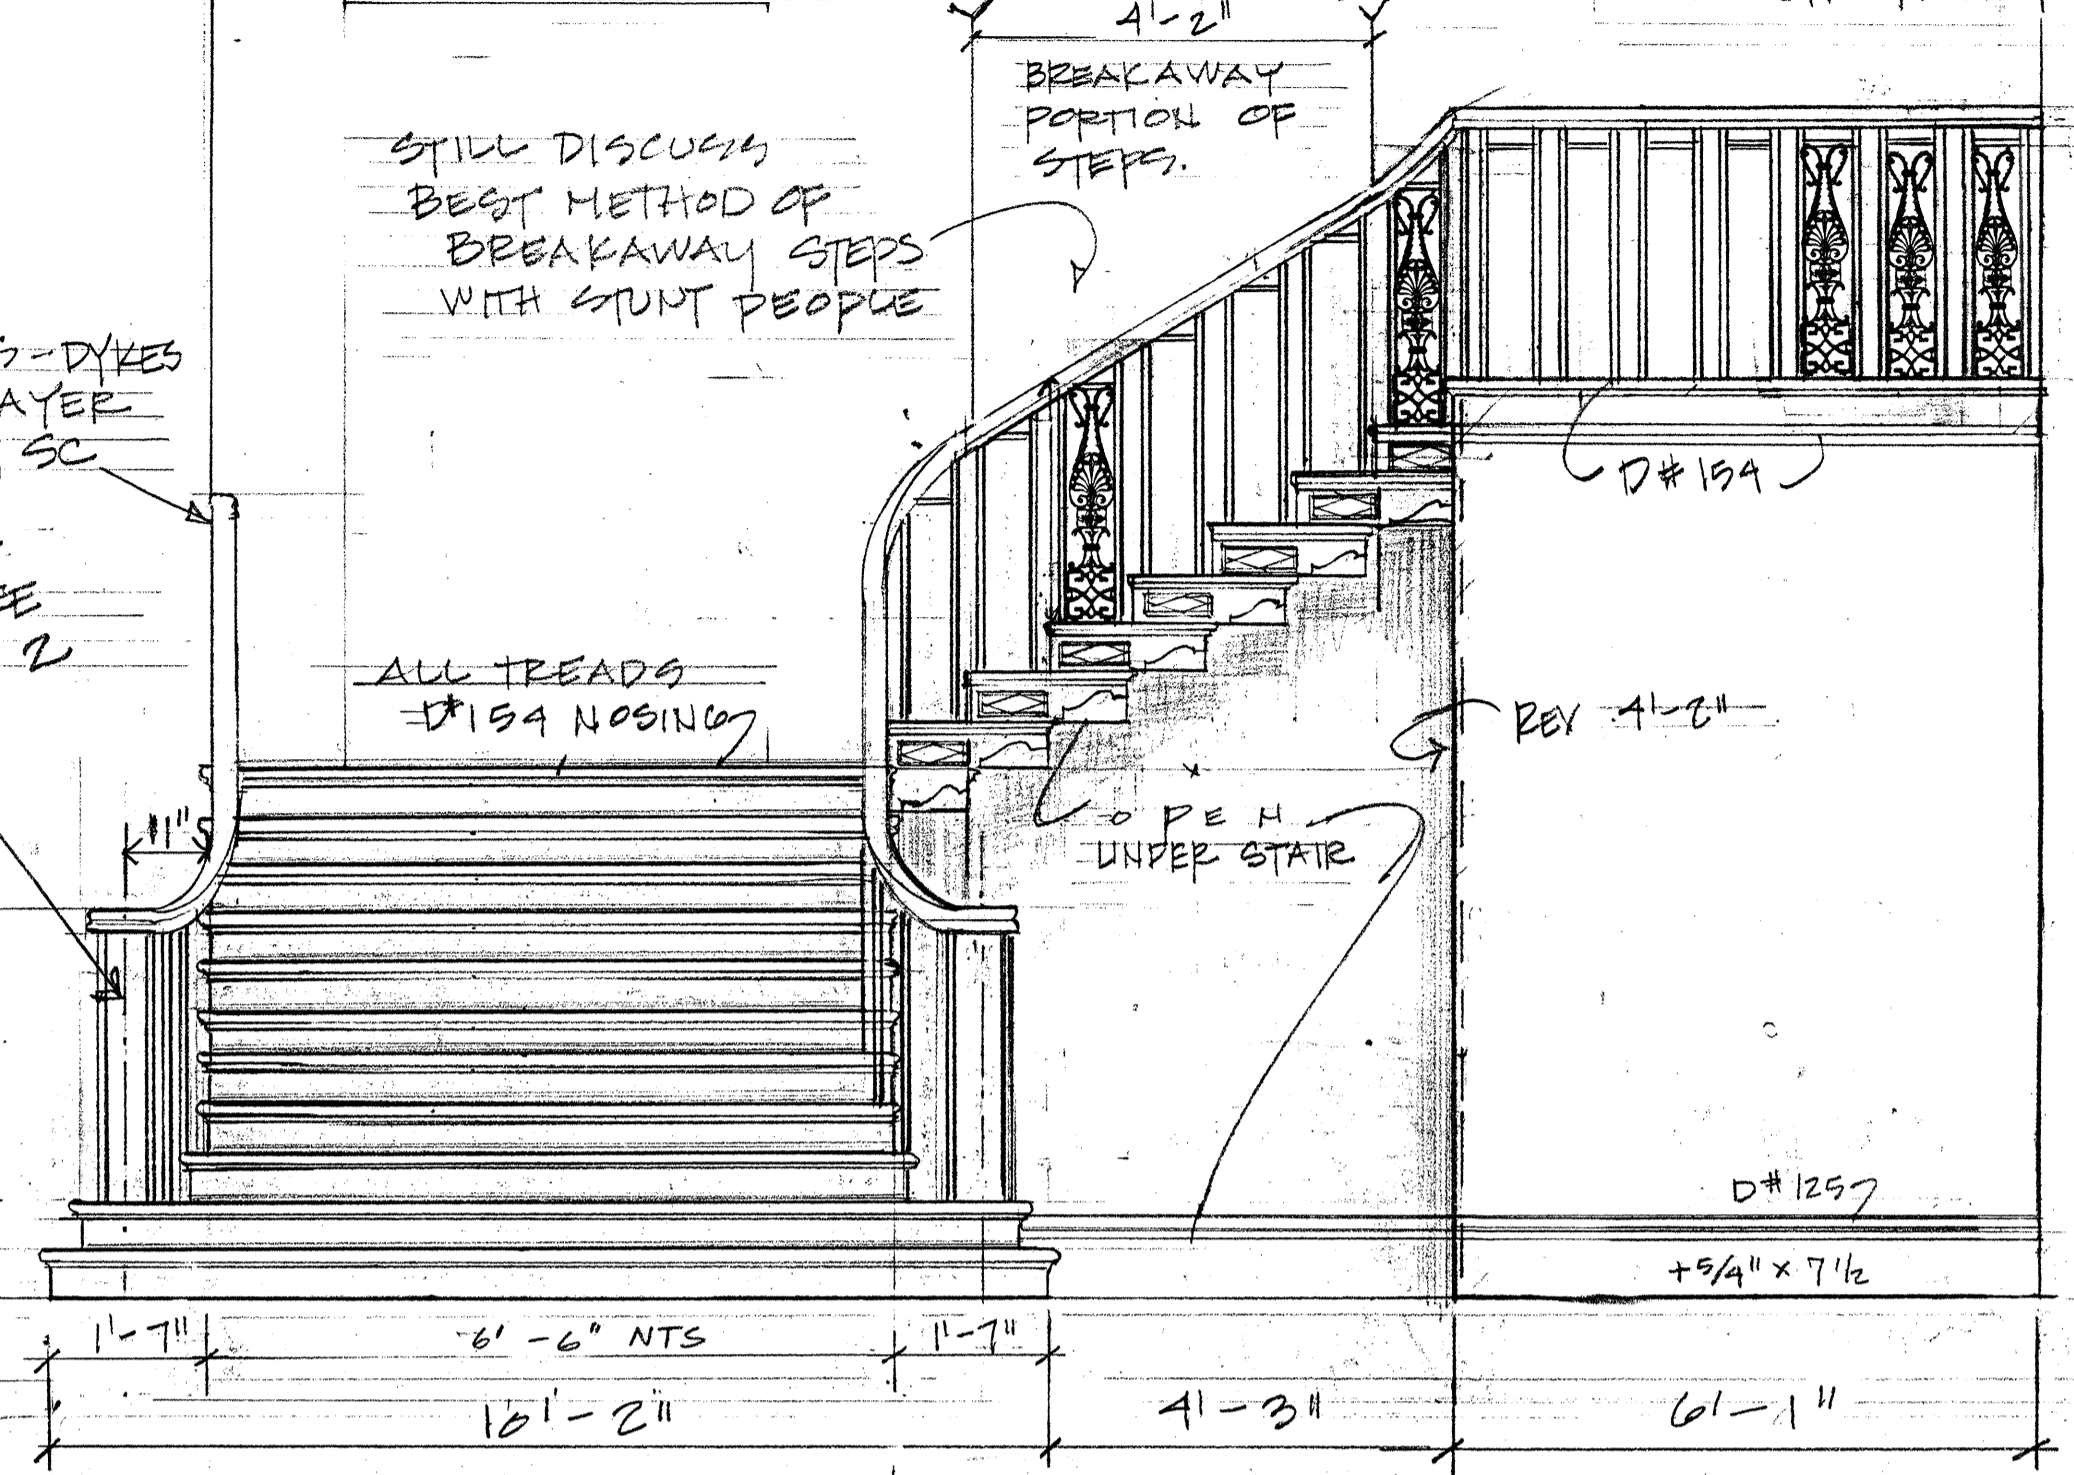 4'-2"
BREAKAWAY
PORTION OF
STEPS.
STILL DISCUSS
BEST METHOD OF
BREAKAWAY STEPS
WITH STUNT PEOPLE
-DYKES
AYER
SC
EE
2
D# 154
ALL TREADS
D#154 NOSING
REV 4'-2"
OPEN
UNDER STAIR
11"
D# 125
+5/4" x 7 1/2
1'-7"
6'-6" NTS
1'-7"
10'-2"
4'-3"
6'-1"